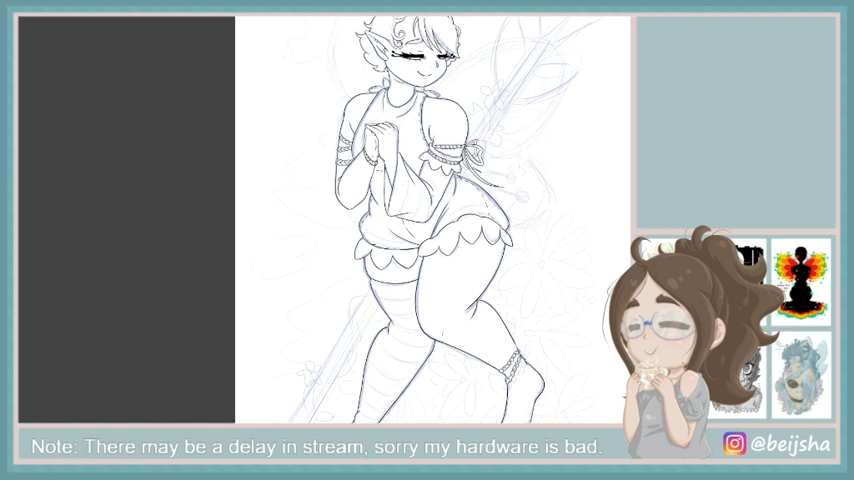 Note: There may be a delay in stream, sorry my hardware is bad.
@beijsha